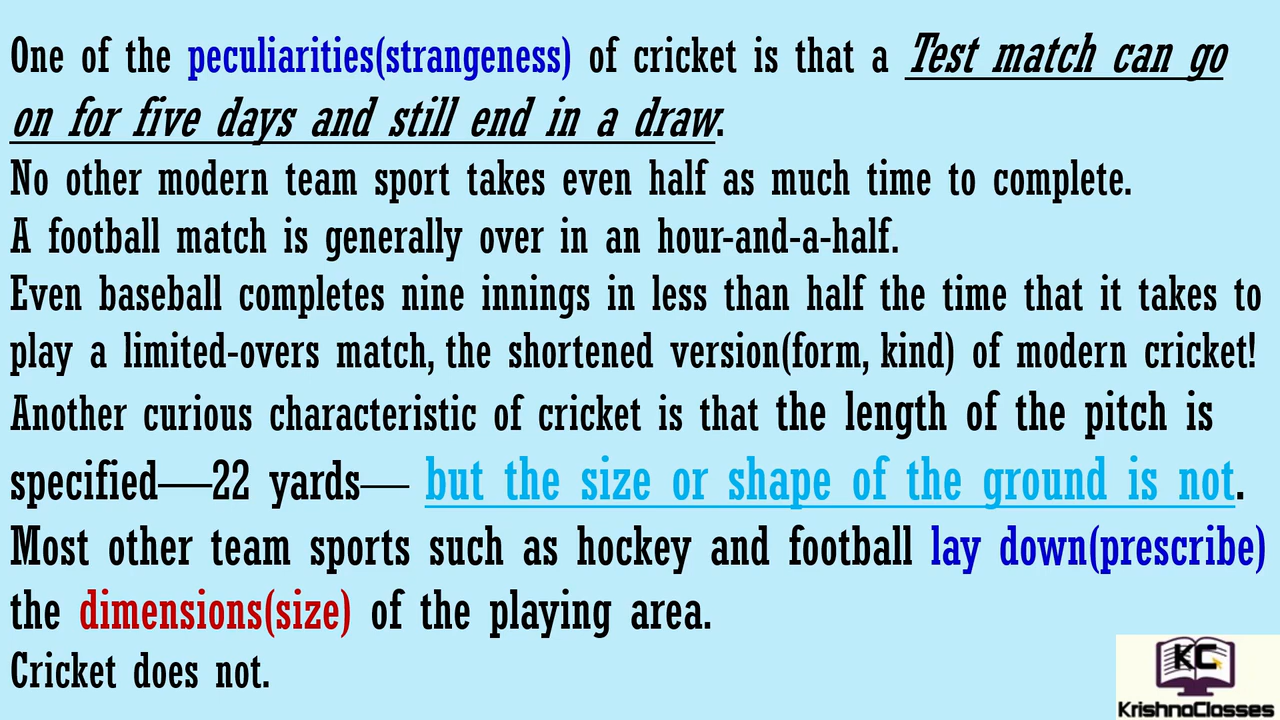 One of the peculiarities(strangeness) of cricket is that a Test match can go
on for five days and still end in a draw.
No other modern team sport takes even half as much time to complete.
A football match is generally over in an hour-and-a-half.
Even baseball completes nine innings in less than half the time that it takes to
play a limited-overs match, the shortened version(form, kind) of modern cricket!
Another curious characteristic of cricket is that the length of the pitch is
specified—22 yards— but the size or shape of the ground is not.
Most other team sports such as hockey and football lay down(prescribe)
the dimensions(size) of the playing area.
Cricket does not.
KC
KrishnaClasses